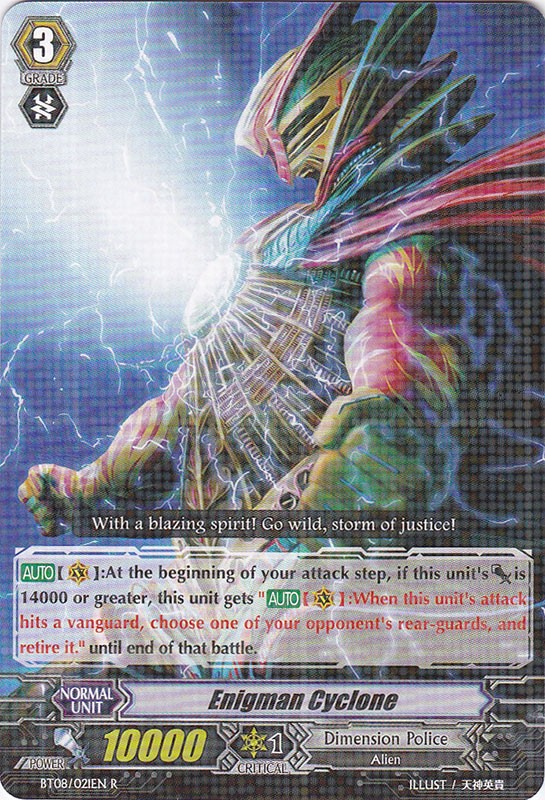 3
GRADE
With a blazing spirit! Go wild, storm of justice!
AUTO【 】:At the beginning of your attack step, if this unit's is
14000 or greater, this unit gets "AUTO【 】:When this unit's attack
hits a vanguard, choose one of your opponent's rear-guards, and
retire it." until end of that battle.
NORMAL
UNIT
Enigman Cyclone
POWER
10000
1
CRITICAL
Dimension Police
Alien
BT08/021EN R
ILLUST / 天神英貴